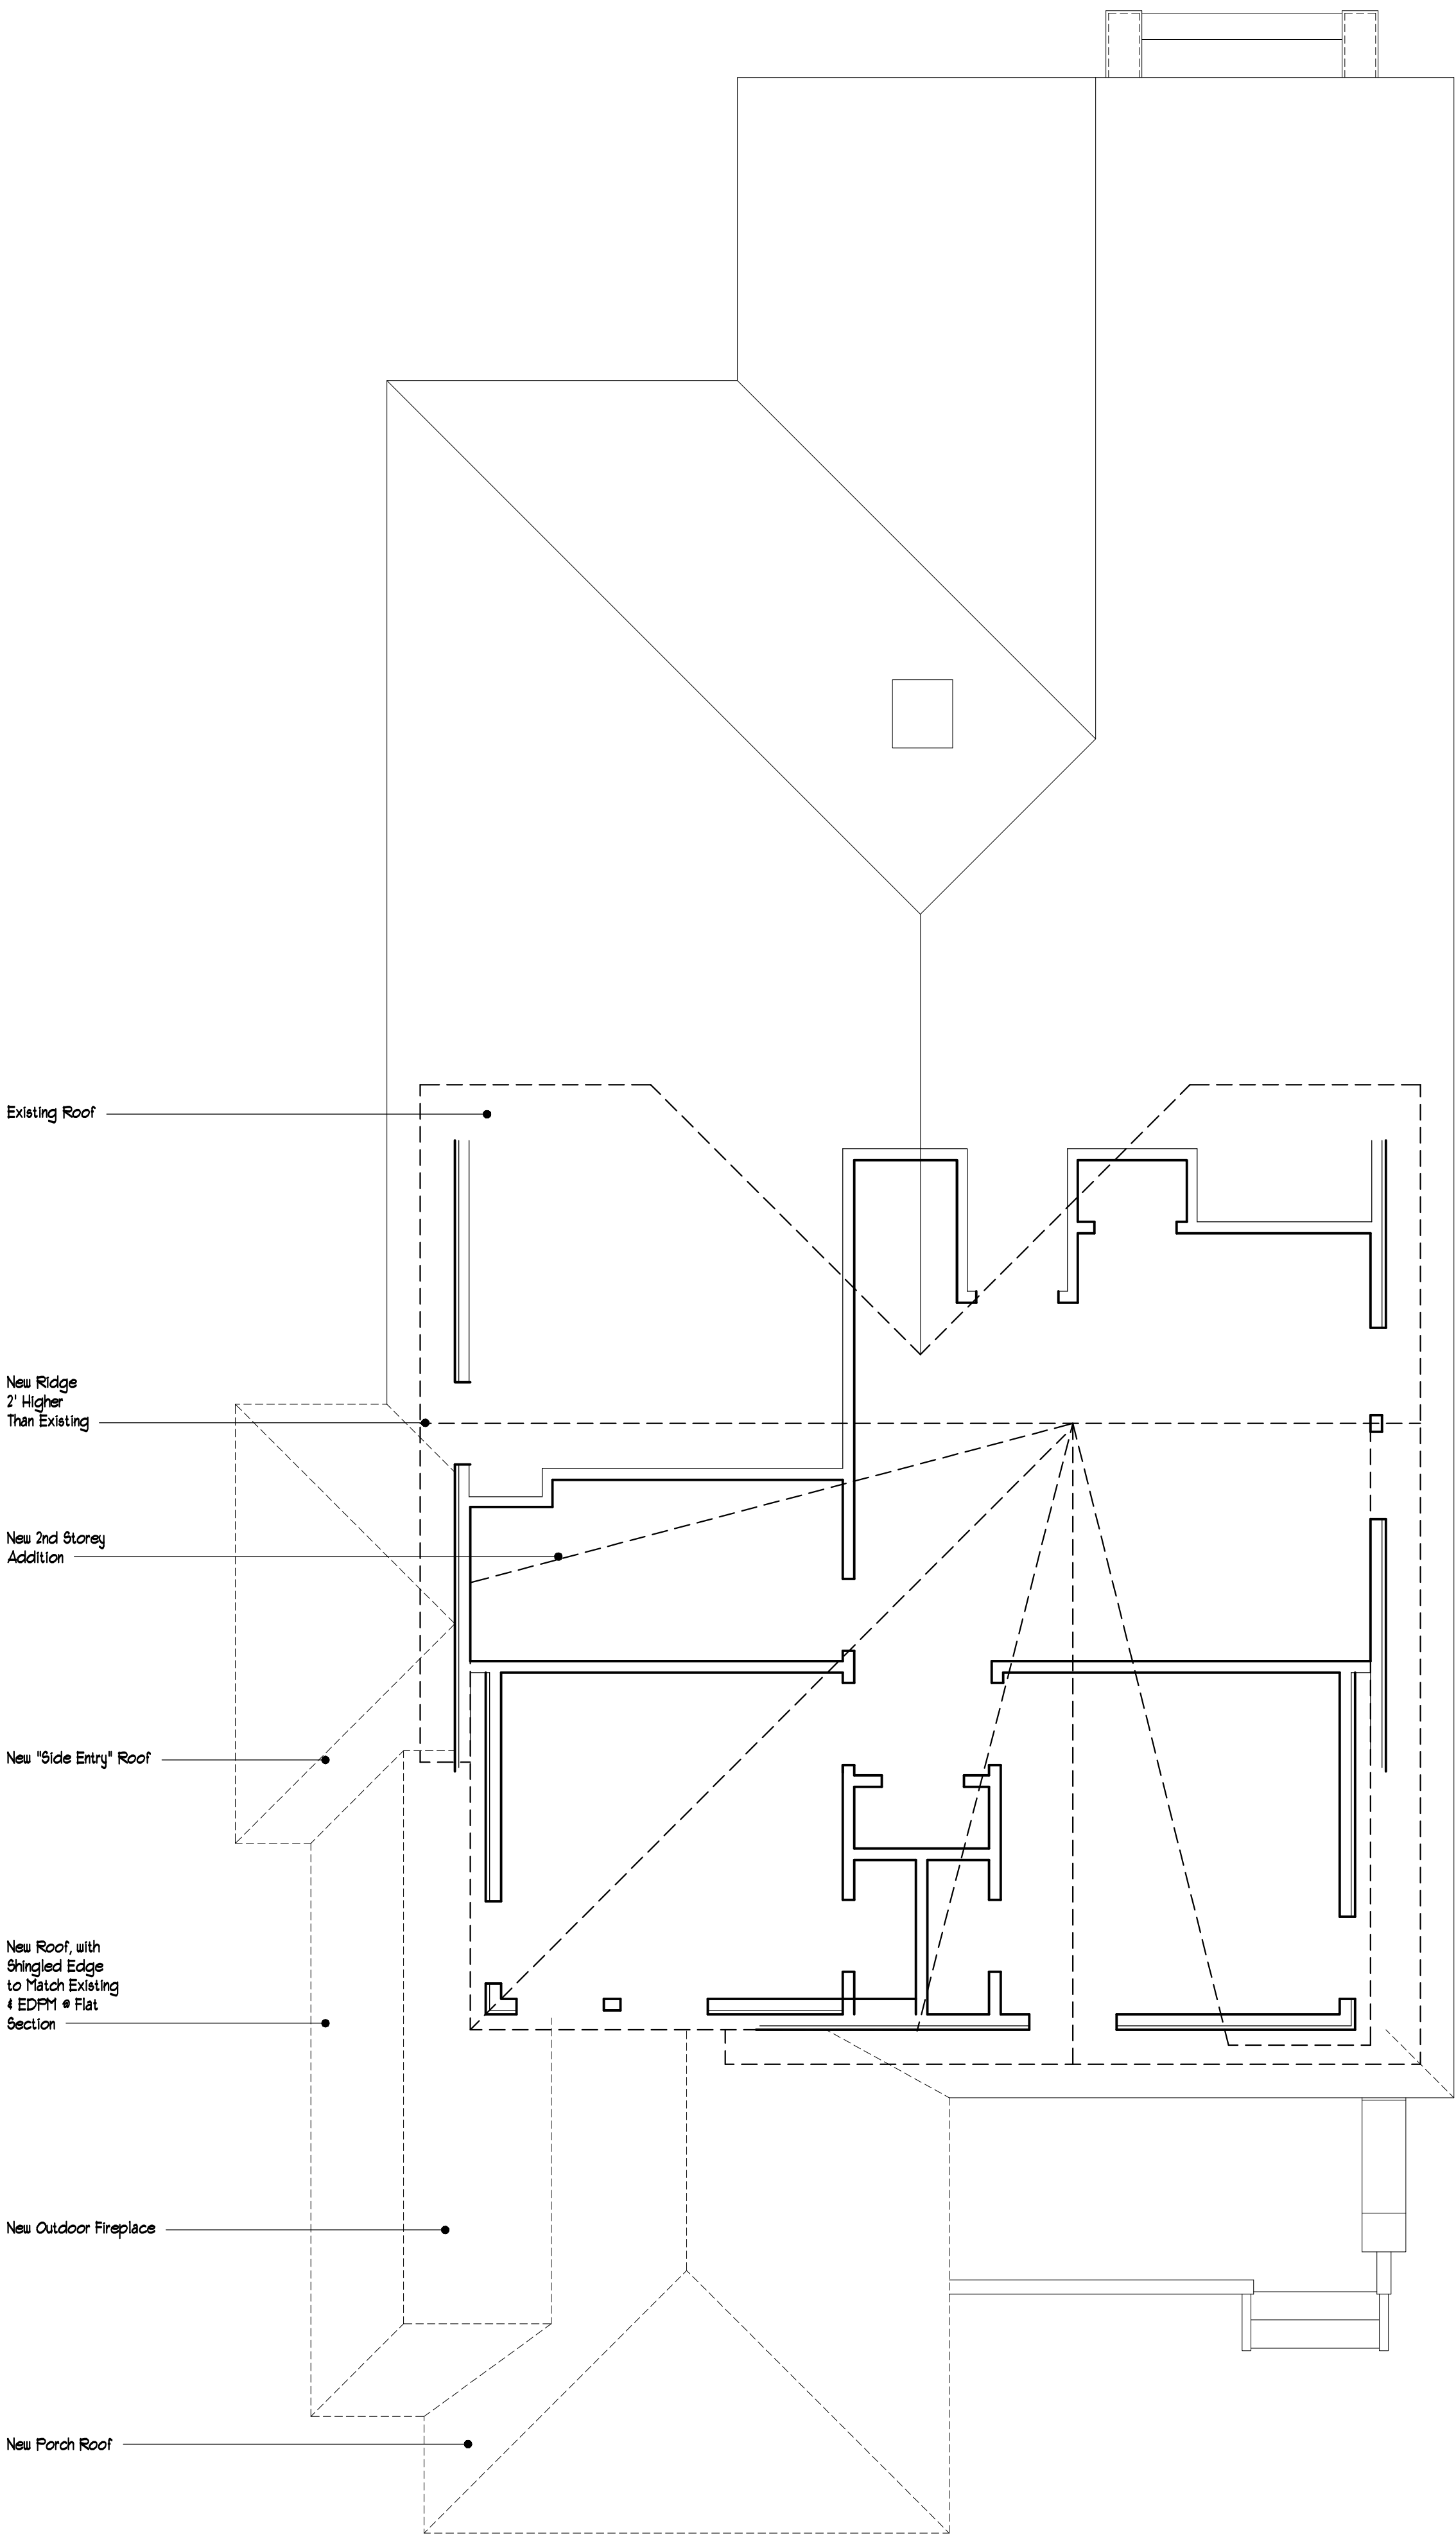 Existing Roof
New Ridge
2' Higher
Than Existing
New 2nd Storey
Addition
New "Side Entry" Roof
New Roof, with
Shingled Edge
to Match Existing
& EDPM @ Flat
Section
New Outdoor Fireplace
New Porch Roof